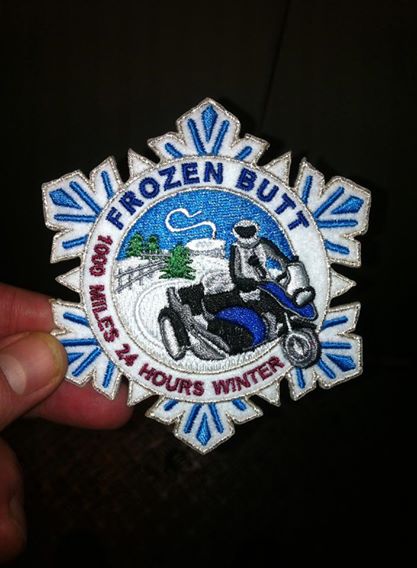 FROZEN BUTT
1000 MILES 24 HOURS WINTER